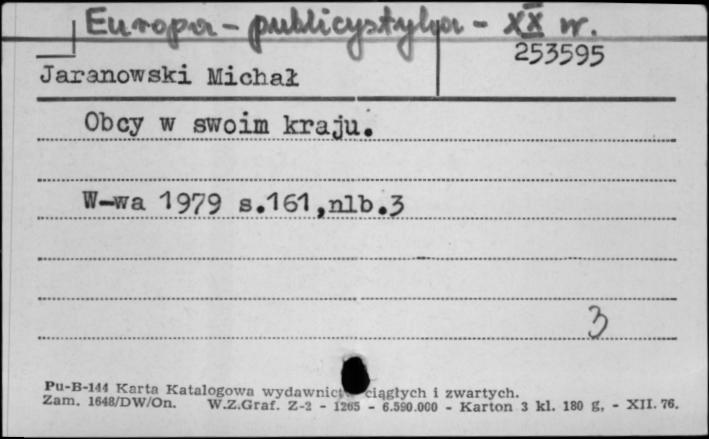 Europa - publicystyka - XX w.
253595
Jaranowski Michał
Obcy w swoim kraju.
W-wa 1979 s.161,nlb.3
3
Pu-B-144 Karta Katalogowa wydawnictw ciągłych i zwartych.
Zam. 1648/DW/On. W.Z.Graf. Z-2 - 1265 - 6.590.000 - Karton 3 kl. 180 g. - XII. 76.